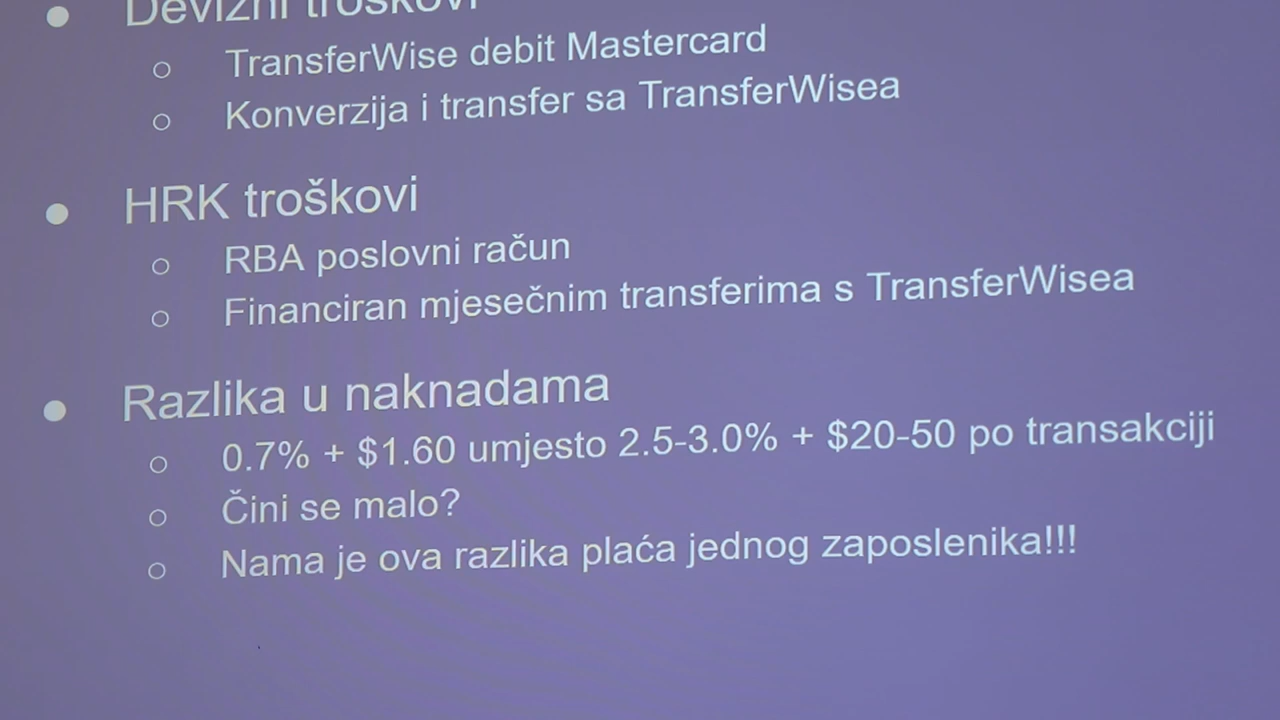 Devizni troškovi
TransferWise debit Mastercard
Konverzija i transfer sa TransferWisea
HRK troškovi
RBA poslovni račun
Financiran mjesečnim transferima s TransferWisea
Razlika u naknadama
0.7% + $1.60 umjesto 2.5-3.0% + $20-50 po transakciji
Čini se malo?
Nama je ova razlika plaća jednog zaposlenika!!!